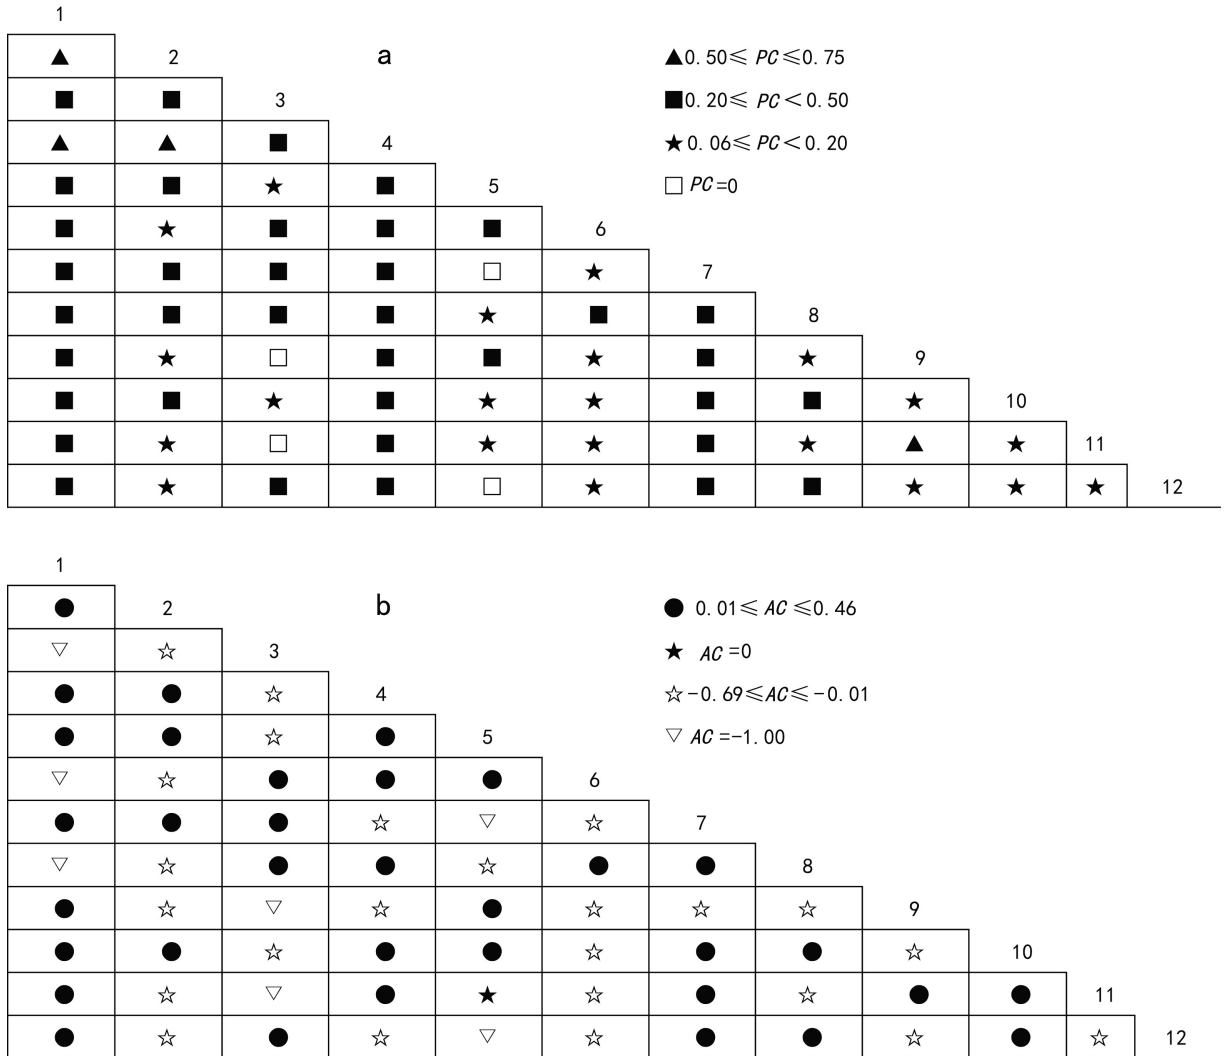 1
2
a
▲0.50≤ PC ≤0.75
3
■0.20≤ PC <0.50
4
★0.06≤ PC <0.20
5
□ PC =0
6
7
8
9
10
11
12
1
2
b
● 0.01≤ AC ≤0.46
3
★ AC =0
4
☆-0.69≤AC≤-0.01
5
▽ AC =-1.00
6
7
8
9
10
11
12